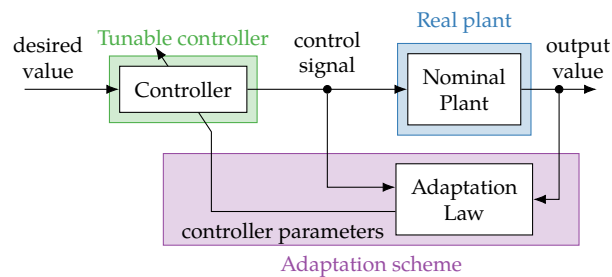 Tunable controller
desired
value
control
signal
Real plant
output
value
Controller
Nominal
Plant
Adaptation
Law
controller parameters
Adaptation scheme